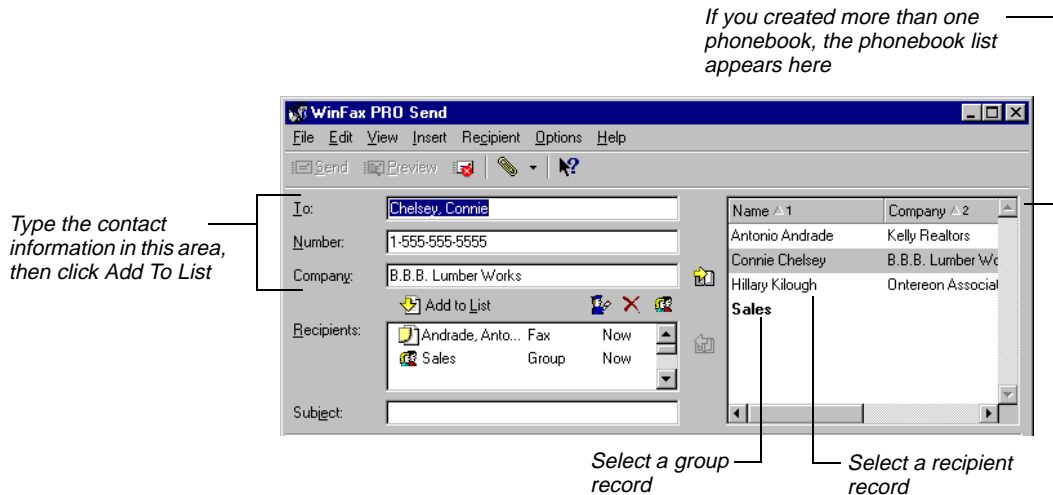 If you created more than one
phonebook, the phonebook list
appears here
WinFax PRO Send
File Edit View Insert Recipient Options Help
Send Preview
Type the contact
information in this area,
then click Add To List
To: Chelsey, Connie
Number: 1-555-555-5555
Company: B.B.B. Lumber Works
Add to List
Recipients: Andrade, Anto... Fax Now
Sales Group Now
Subject:
Name 1 Company 2
Antonio Andrade Kelly Realtors
Connie Chelsey B.B.B. Lumber Wo
Hillary Kilough Ontereon Associat
Sales
Select a group
record
Select a recipient
record